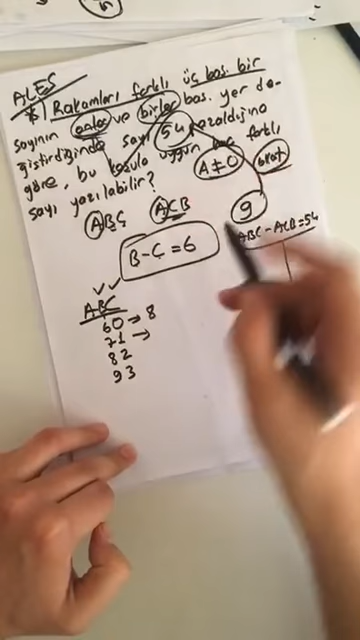 ALES
*) Rakamları farklı üç bas. bir
sayının onlar ve birler bas. yer de-
ğiştirdiğinde sayı 54 azaldığına
göre, bu koşula uygun kaç farklı
sayı yazılabilir?
A≠0
ABC ACB 9
ABC - ACB = 54
B - C = 6
ABC
60 → 8
71 →
82
93